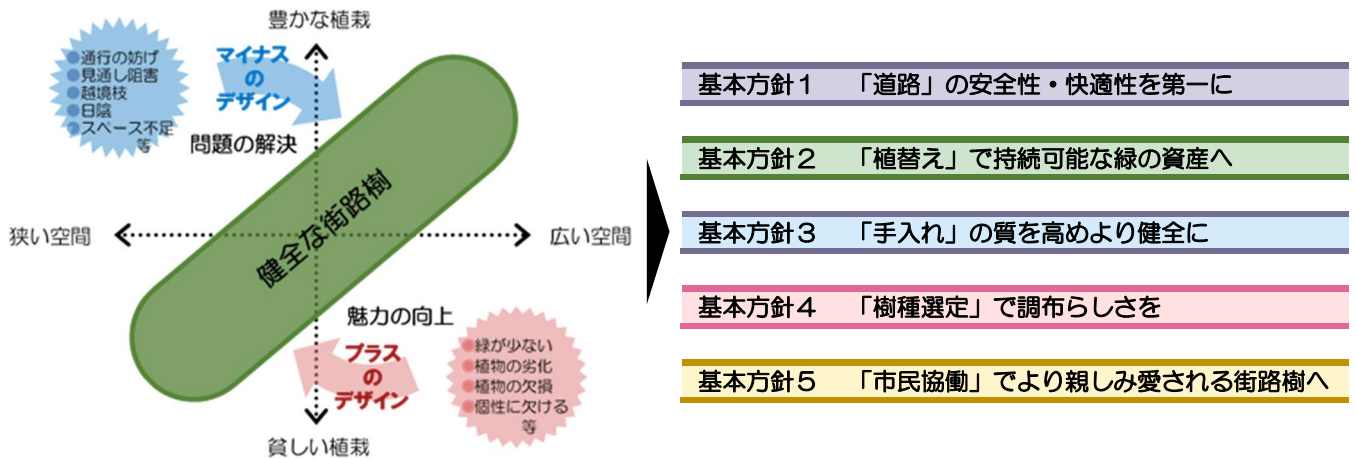 豊かな植栽
●通行の妨げ
●見通し阻害
●越境枝
●日陰
●スペース不足
等
マイナス
の
デザイン
問題の解決
狭い空間
広い空間
健全な街路樹
魅力の向上
プラス
の
デザイン
●緑が少ない
●植物の劣化
●植物の欠損
●個性に欠ける
等
貧しい植栽
基本方針1 「道路」の安全性・快適性を第一に
基本方針2 「植替え」で持続可能な緑の資産へ
基本方針3 「手入れ」の質を高めより健全に
基本方針4 「樹種選定」で調布らしさを
基本方針5 「市民協働」でより親しみ愛される街路樹へ